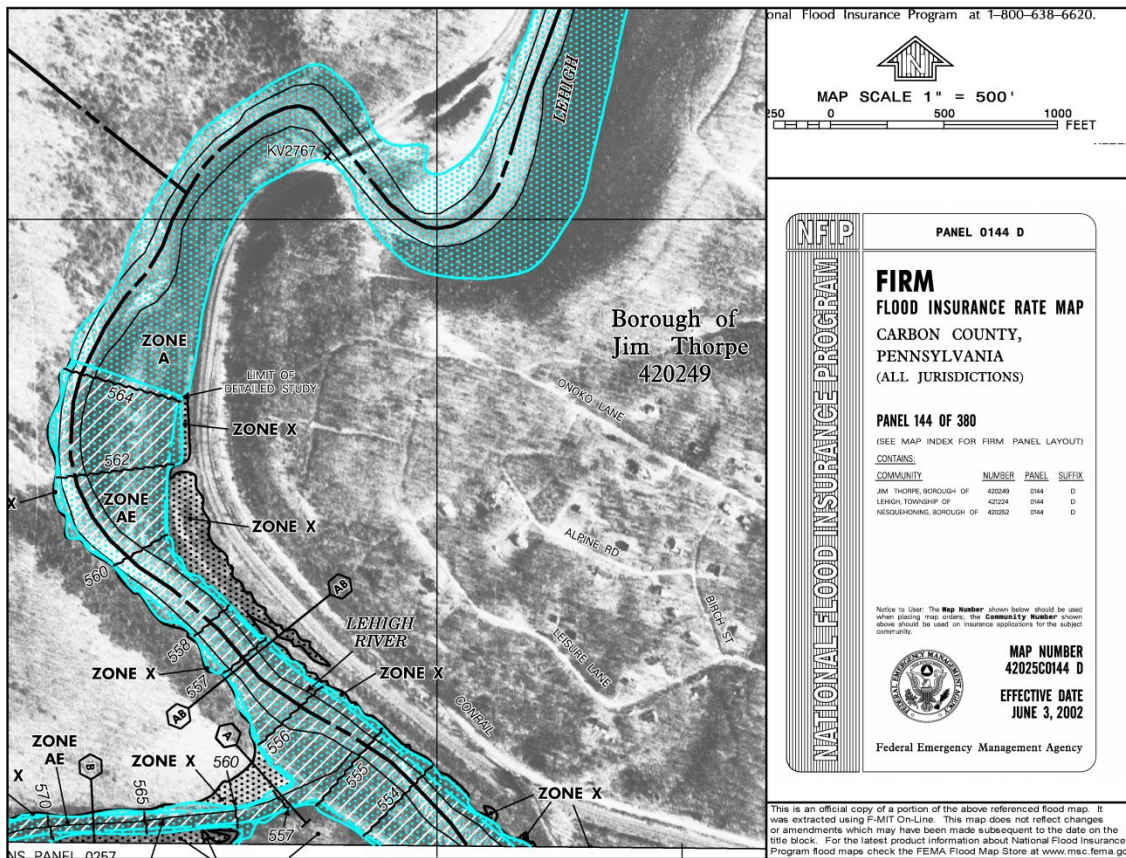 onal Flood Insurance Program at 1-800-638-6620.
N
MAP SCALE 1" = 500'
250 0 500 1000
FEET
NFIP
NATIONAL FLOOD INSURANCE PROGRAM
PANEL 0144 D
FIRM
FLOOD INSURANCE RATE MAP
CARBON COUNTY,
PENNSYLVANIA
(ALL JURISDICTIONS)
PANEL 144 OF 380
(SEE MAP INDEX FOR FIRM PANEL LAYOUT)
CONTAINS:
COMMUNITY NUMBER PANEL SUFFIX
JIM THORPE, BOROUGH OF 420249 0144 D
LEHIGH, TOWNSHIP OF 421224 0144 D
NESQUEHONING, BOROUGH OF 420252 0144 D
Notice to User: The Map Number shown below should be used
when placing map orders; the Community Number shown
above should be used on insurance applications for the subject
community.
MAP NUMBER
42025C0144 D
EFFECTIVE DATE
JUNE 3, 2002
Federal Emergency Management Agency
This is an official copy of a portion of the above referenced flood map. It
was extracted using F-MIT On-Line. This map does not reflect changes
or amendments which may have been made subsequent to the date on the
title block. For the latest product information about National Flood Insurance
Program flood maps check the FEMA Flood Map Store at www.msc.fema.go
LEHIGH
KV2767
Borough of
Jim Thorpe
420249
ZONE
A
LIMIT OF
DETAILED STUDY
564
ONOKO LANE
ZONE X
562
ZONE
AE
X
ZONE X
ALPINE RD
560
AB
BIRCH ST
LEHIGH
RIVER
558
LEISURE LANE
ZONE X
557
ZONE X
AB
CONRAIL
A
556
ZONE
AE
ZONE X
560
B
X
555
570
565
554
ZONE X
557
NS PANEL 0257